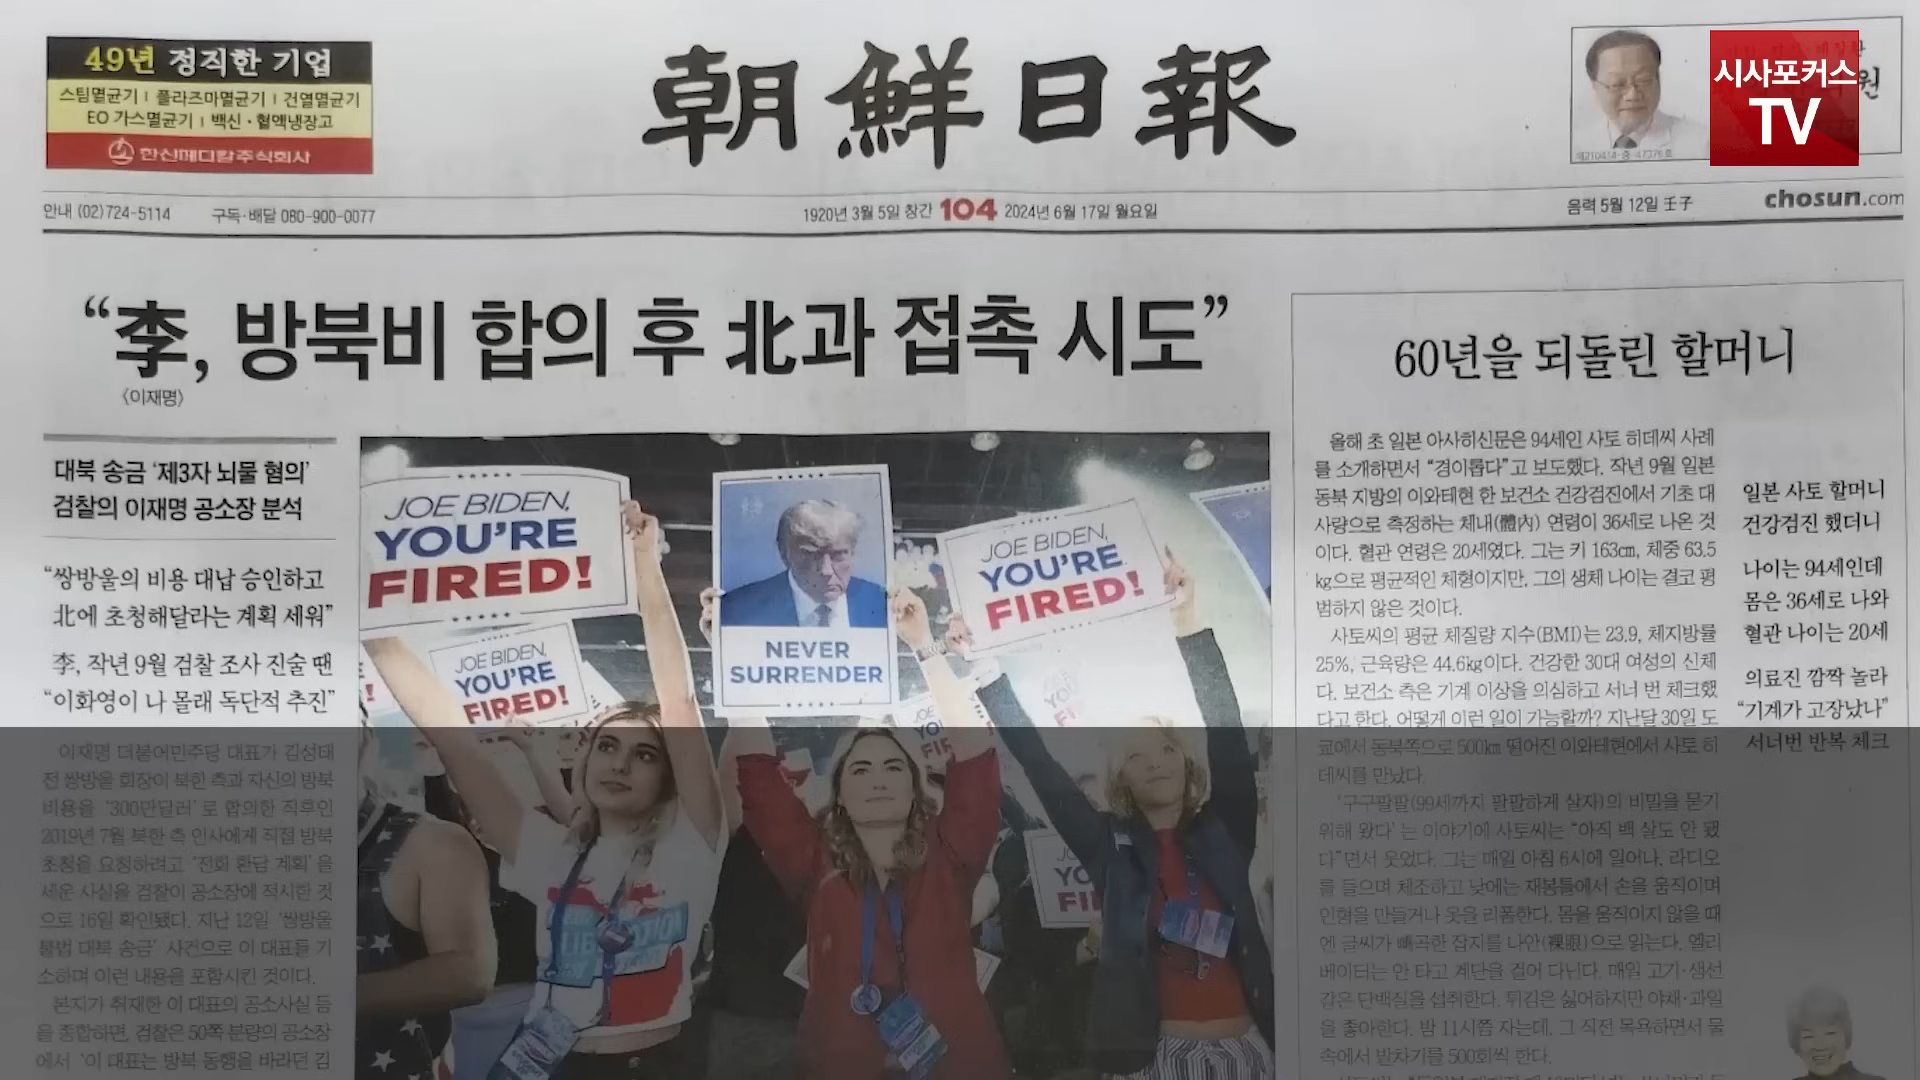 49년 정직한 기업
스팀멸균기 | 플라즈마멸균기 | 건열멸균기
EO 가스멸균기 | 백신·혈액냉장고
한신메디칼주식회사
朝鮮日報
시사포커스
TV
원
안내 (02)724-5114 구독·배달 080-900-0077
1920년 3월 5일 창간 104 2024년 6월 17일 월요일
음력 5월 12일 壬子
chosun.com
“李, 방북비 합의 후 北과 접촉 시도”
〈이재명〉
대북 송금 ‘제3자 뇌물 혐의’
검찰의 이재명 공소장 분석
“쌍방울의 비용 대납 승인하고
北에 초청해달라는 계획 세워”
李, 작년 9월 검찰 조사 진술 땐
“이화영이 나 몰래 독단적 추진”
이재명 더불어민주당 대표가 김성태
전 쌍방울 회장이 북한 측과 자신의 방북
비용을 ‘300만달러’로 합의한 직후인
2019년 7월 북한 측 인사에게 직접 방북
초청을 요청하려고 ‘전화 환담 계획’을
세운 사실을 검찰이 공소장에 적시한 것
으로 16일 확인됐다. 지난 12일 ‘쌍방울
불법 대북 송금’ 사건으로 이 대표를 기
소하며 이런 내용을 포함시킨 것이다.
본지가 취재한 이 대표의 공소사실 등
을 종합하면, 검찰은 50쪽 분량의 공소장
에서 ‘이 대표는 방북 동행을 바라던 김
JOE BIDEN,
YOU'RE
FIRED!
NEVER
SURRENDER
JOE BIDEN,
YOU'RE
FIRED!
JOE BIDEN,
YOU'RE
FIRED!
60년을 되돌린 할머니
올해 초 일본 아사히신문은 94세인 사토 히데씨 사례
를 소개하면서 “경이롭다”고 보도했다. 작년 9월 일본
동북 지방의 이와테현 한 보건소 건강검진에서 기초 대
사량으로 측정하는 체내(體內) 연령이 36세로 나온 것
이다. 혈관 연령은 20세였다. 그는 키 163㎝, 체중 63.5
㎏으로 평균적인 체형이지만, 그의 생체 나이는 결코 평
범하지 않은 것이다.
사토씨의 평균 체질량 지수(BMI)는 23.9, 체지방률
25%, 근육량은 44.6㎏이다. 건강한 30대 여성의 신체
다. 보건소 측은 기계 이상을 의심하고 서너 번 체크했
다고 한다. 어떻게 이런 일이 가능할까? 지난달 30일 도
쿄에서 동북쪽으로 500㎞ 떨어진 이와테현에서 사토 히
데씨를 만났다.
‘구구팔팔(99세까지 팔팔하게 살자)의 비밀을 묻기
위해 왔다’는 이야기에 사토씨는 “아직 백 살도 안 됐
다”면서 웃었다. 그는 매일 아침 6시에 일어나, 라디오
를 들으며 체조하고 낮에는 재봉틀에서 손을 움직이며
인형을 만들거나 옷을 리폼한다. 몸을 움직이지 않을 때
엔 글씨가 빼곡한 잡지를 나안(裸眼)으로 읽는다. 엘리
베이터는 안 타고 계단을 걸어 다닌다. 매일 고기·생선
같은 단백질을 섭취한다. 튀김은 싫어하지만 야채·과일
을 좋아한다. 밤 11시쯤 자는데, 그 직전 목욕하면서 물
속에서 발차기를 500회씩 한다.
일본 사토 할머니
건강검진 했더니
나이는 94세인데
몸은 36세로 나와
혈관 나이는 20세
의료진 깜짝 놀라
“기계가 고장났나”
서너번 반복 체크